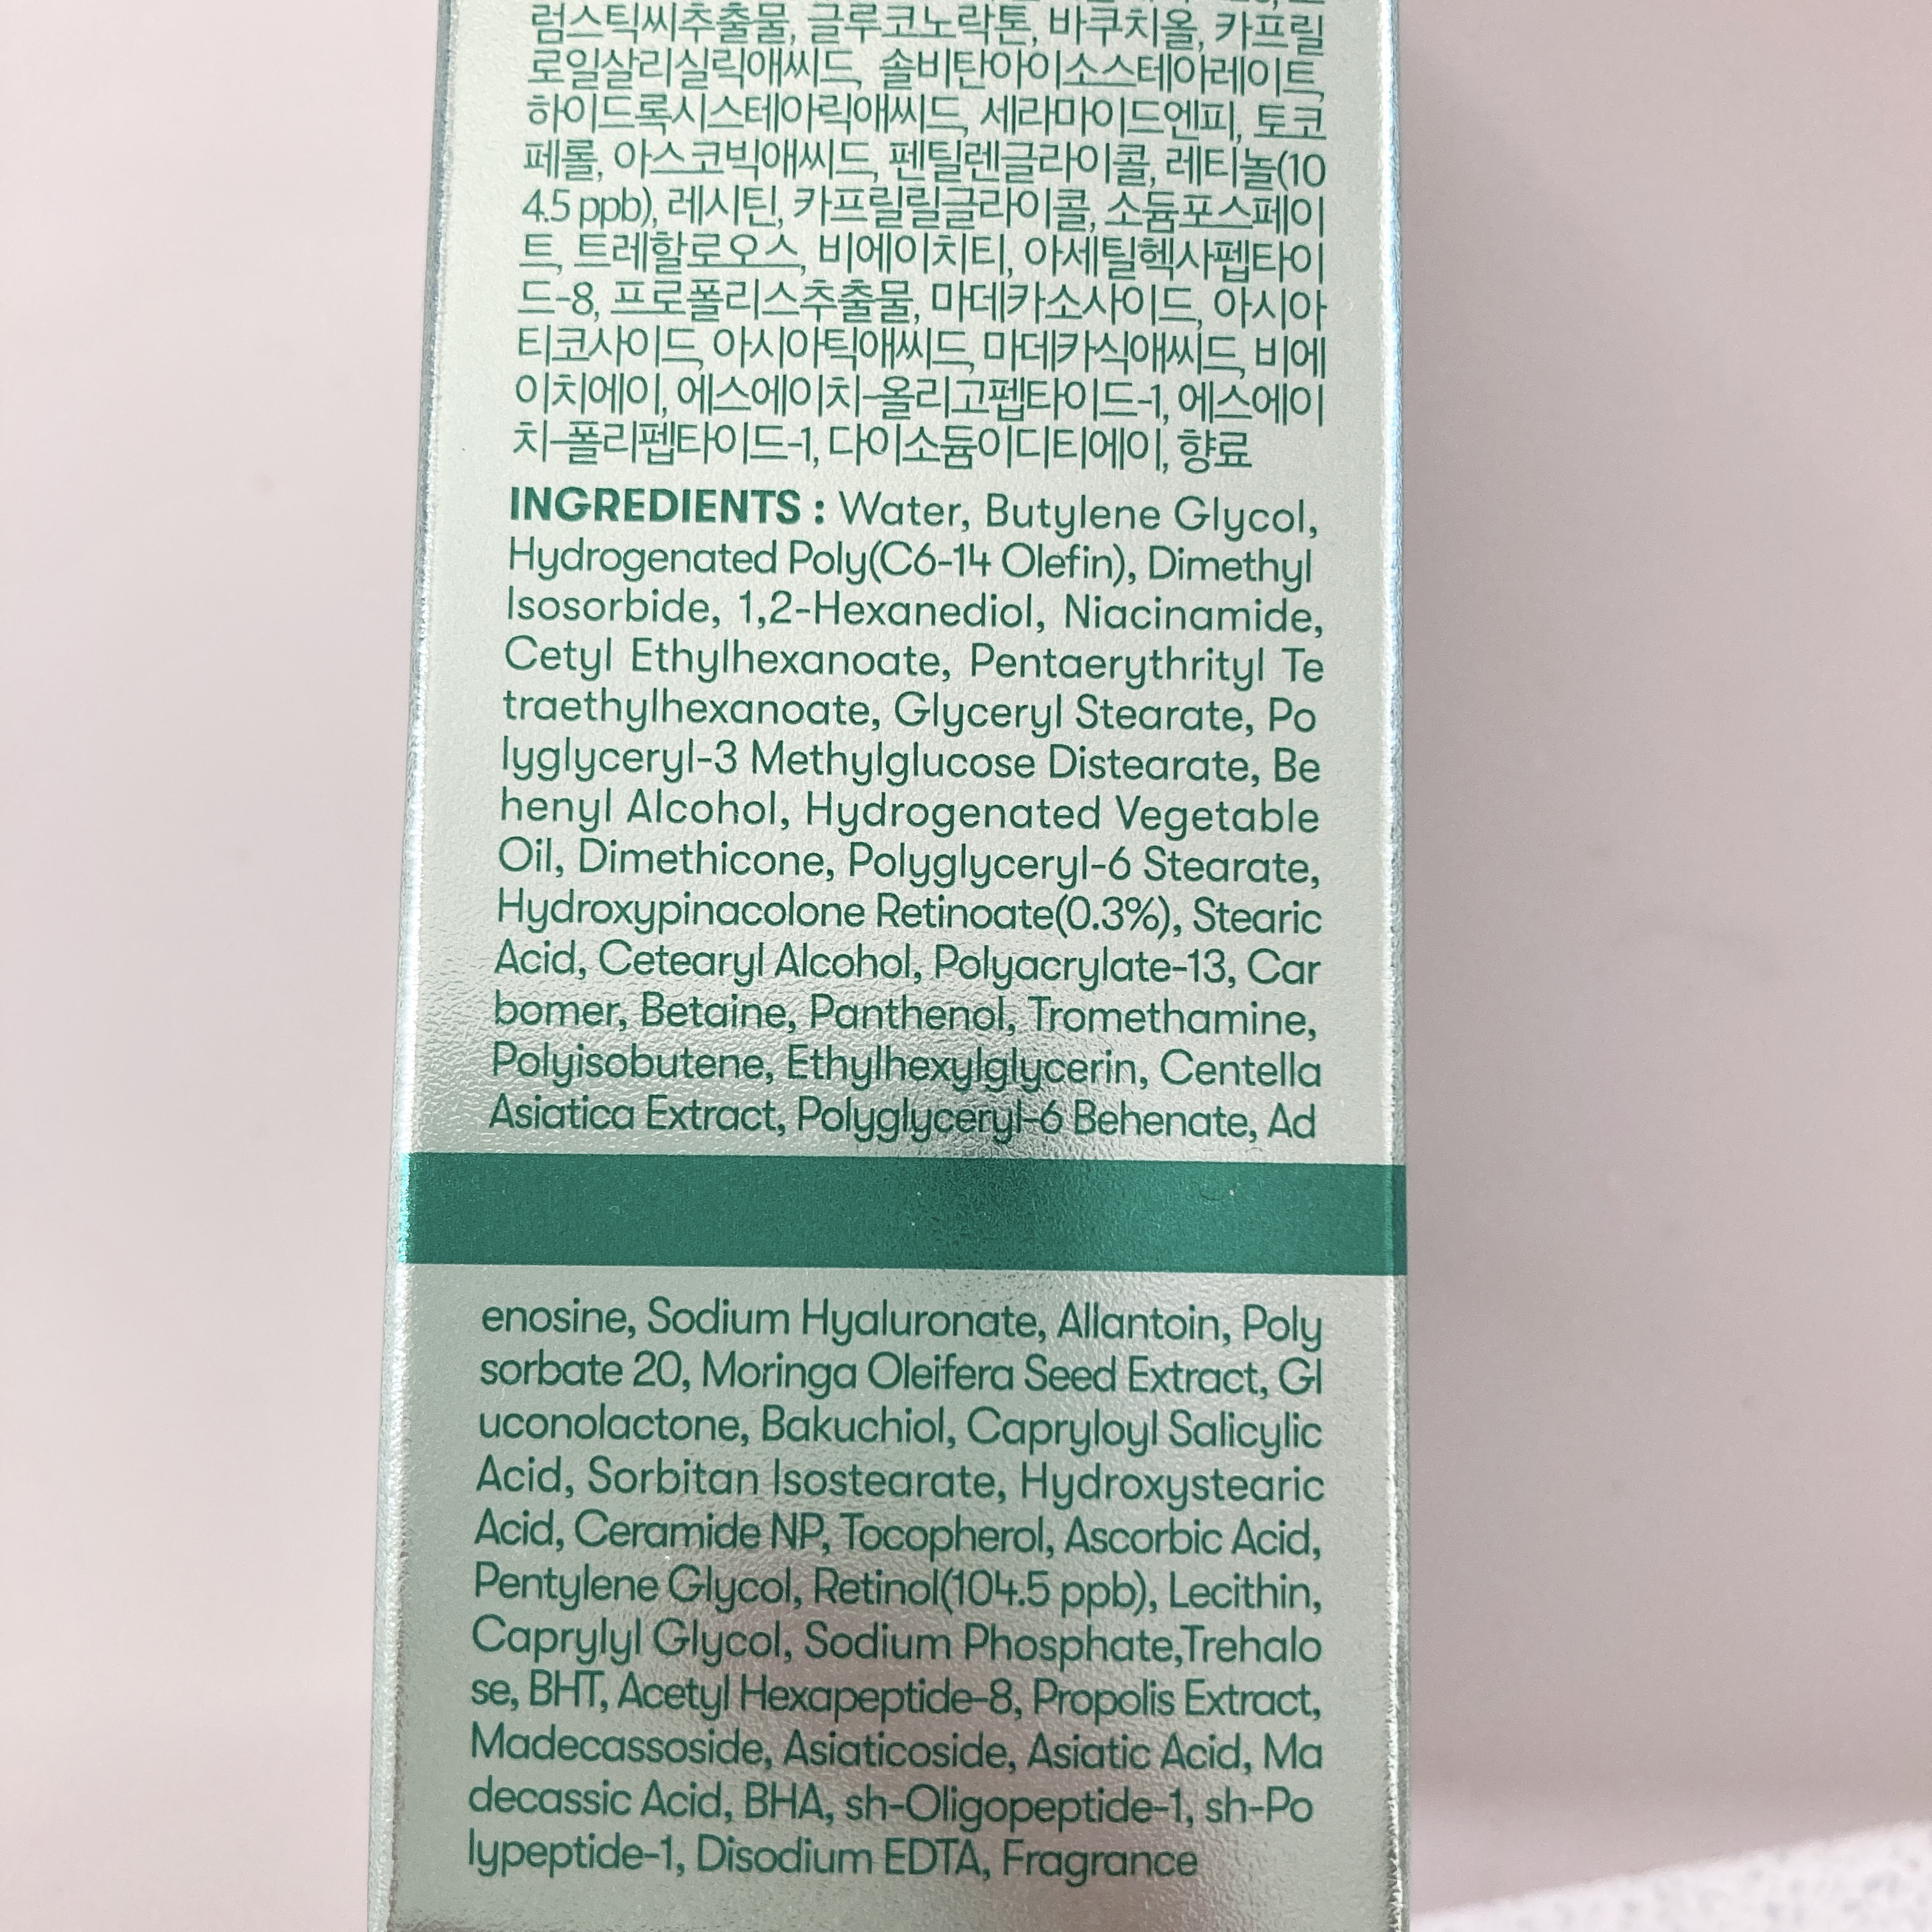 럼스틱씨추출물, 글루코노락톤, 바쿠치올, 카프릴
로일살리실릭애씨드, 솔비탄아이소스테아레이트,
하이드록시스테아릭애씨드, 세라마이드엔피, 토코
페롤, 아스코빅애씨드, 펜틸렌글라이콜, 레티놀(10
4.5 ppb), 레시틴, 카프릴릴글라이콜, 소듐포스페이
트, 트레할로오스, 비에이치티, 아세틸헥사펩타이
드-8, 프로폴리스추출물, 마데카소사이드, 아시아
티코사이드, 아시아틱애씨드, 마데카식애씨드, 비에
이치에이, 에스에이치-올리고펩타이드-1, 에스에이
치-폴리펩타이드-1, 다이소듐이디티에이, 향료
INGREDIENTS : Water, Butylene Glycol,
Hydrogenated Poly(C6-14 Olefin), Dimethyl
Isosorbide, 1,2-Hexanediol, Niacinamide,
Cetyl Ethylhexanoate, Pentaerythrityl Te
traethylhexanoate, Glyceryl Stearate, Po
lyglyceryl-3 Methylglucose Distearate, Be
henyl Alcohol, Hydrogenated Vegetable
Oil, Dimethicone, Polyglyceryl-6 Stearate,
Hydroxypinacolone Retinoate(0.3%), Stearic
Acid, Cetearyl Alcohol, Polyacrylate-13, Car
bomer, Betaine, Panthenol, Tromethamine,
Polyisobutene, Ethylhexylglycerin, Centella
Asiatica Extract, Polyglyceryl-6 Behenate, Ad
enosine, Sodium Hyaluronate, Allantoin, Poly
sorbate 20, Moringa Oleifera Seed Extract, Gl
uconolactone, Bakuchiol, Capryloyl Salicylic
Acid, Sorbitan Isostearate, Hydroxystearic
Acid, Ceramide NP, Tocopherol, Ascorbic Acid,
Pentylene Glycol, Retinol(104.5 ppb), Lecithin,
Caprylyl Glycol, Sodium Phosphate,Trehalo
se, BHT, Acetyl Hexapeptide-8, Propolis Extract,
Madecassoside, Asiaticoside, Asiatic Acid, Ma
decassic Acid, BHA, sh-Oligopeptide-1, sh-Po
lypeptide-1, Disodium EDTA, Fragrance